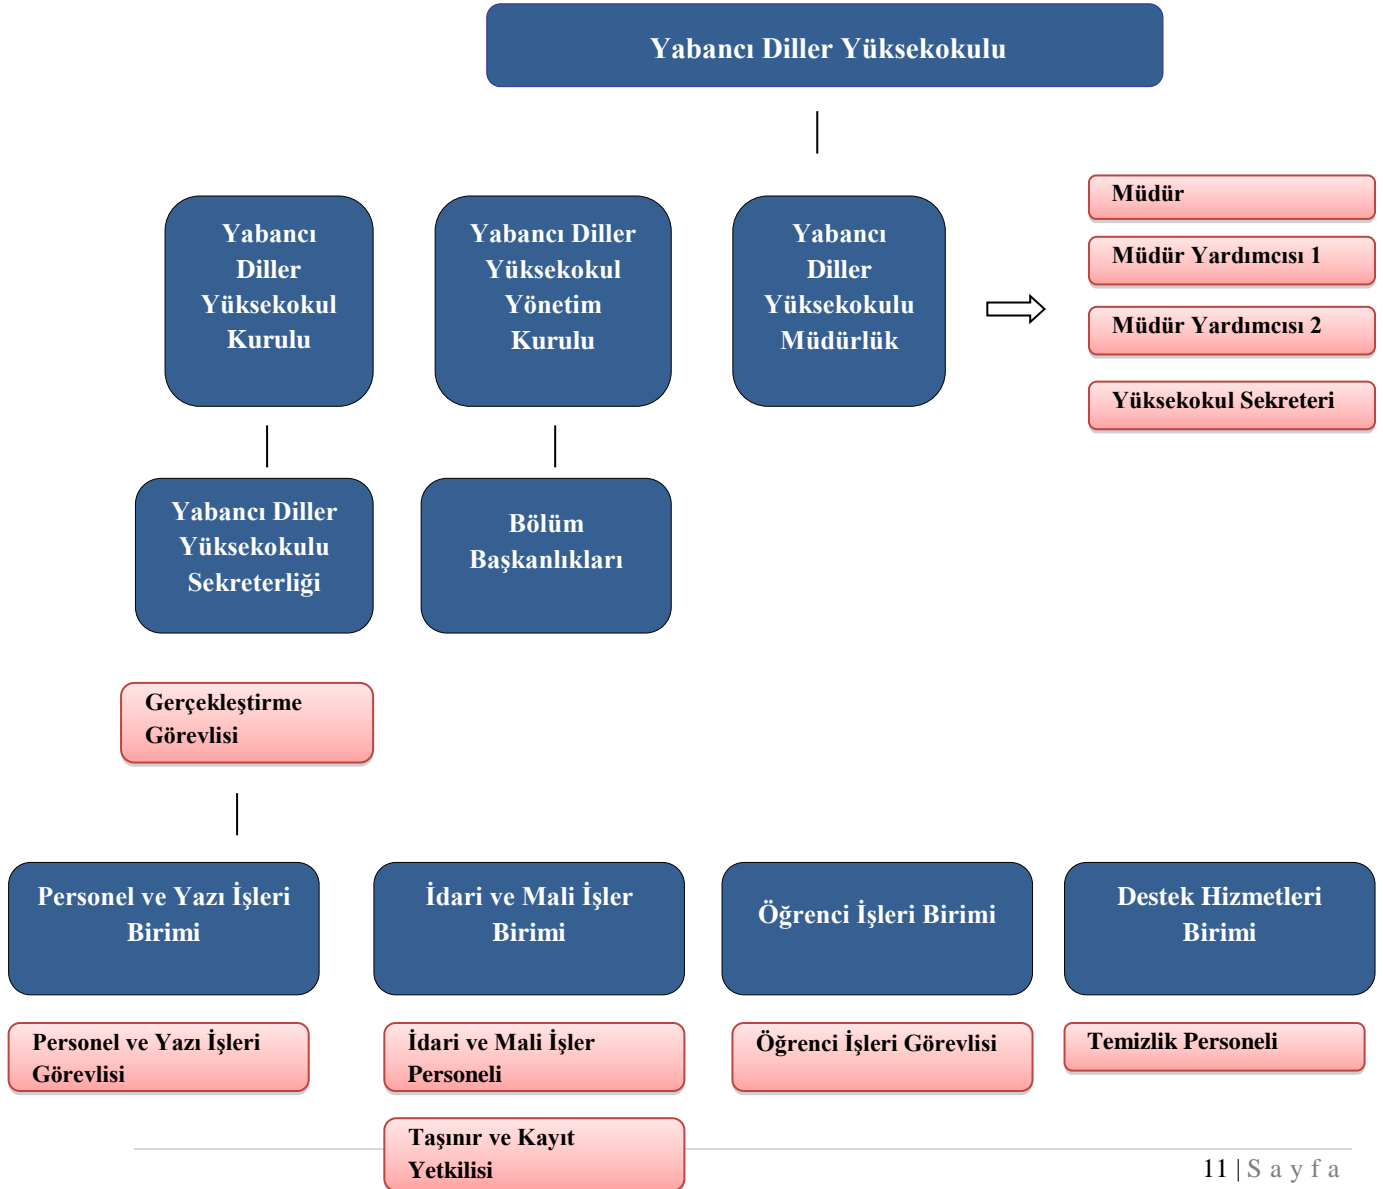 Yabancı Diller Yüksekokulu
Yabancı
Diller
Yüksekokul
Kurulu
Yabancı Diller
Yüksekokul
Yönetim
Kurulu
Yabancı
Diller
Yüksekokulu
Müdürlük
Müdür
Müdür Yardımcısı 1
Müdür Yardımcısı 2
Yüksekokul Sekreteri
Yabancı Diller
Yüksekokulu
Sekreterliği
Bölüm
Başkanlıkları
Gerçekleştirme
Görevlisi
Personel ve Yazı İşleri
Birimi
İdari ve Mali İşler
Birimi
Öğrenci İşleri Birimi
Destek Hizmetleri
Birimi
Personel ve Yazı İşleri
Görevlisi
İdari ve Mali İşler
Personeli
Öğrenci İşleri Görevlisi
Temizlik Personeli
Taşınır ve Kayıt
Yetkilisi
11 | S a y f a